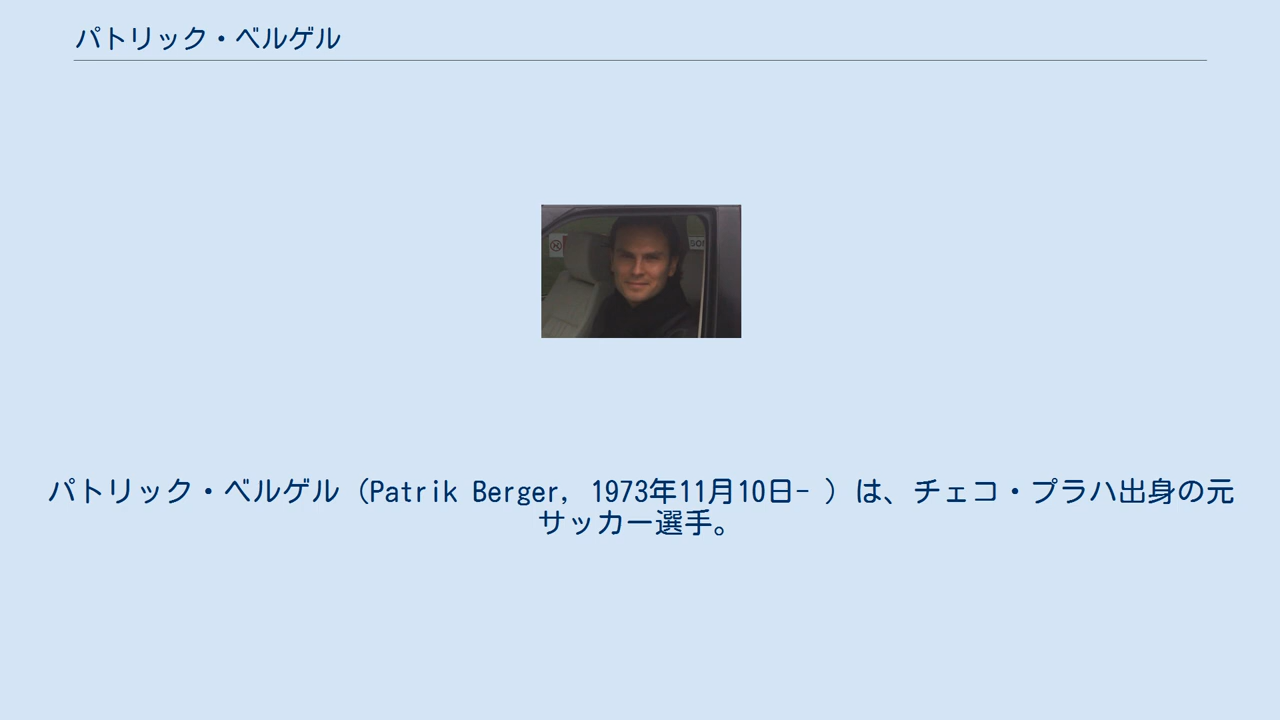 パトリック・ベルゲル
パトリック・ベルゲル（Patrik Berger, 1973年11月10日- ）は、チェコ・プラハ出身の元
サッカー選手。